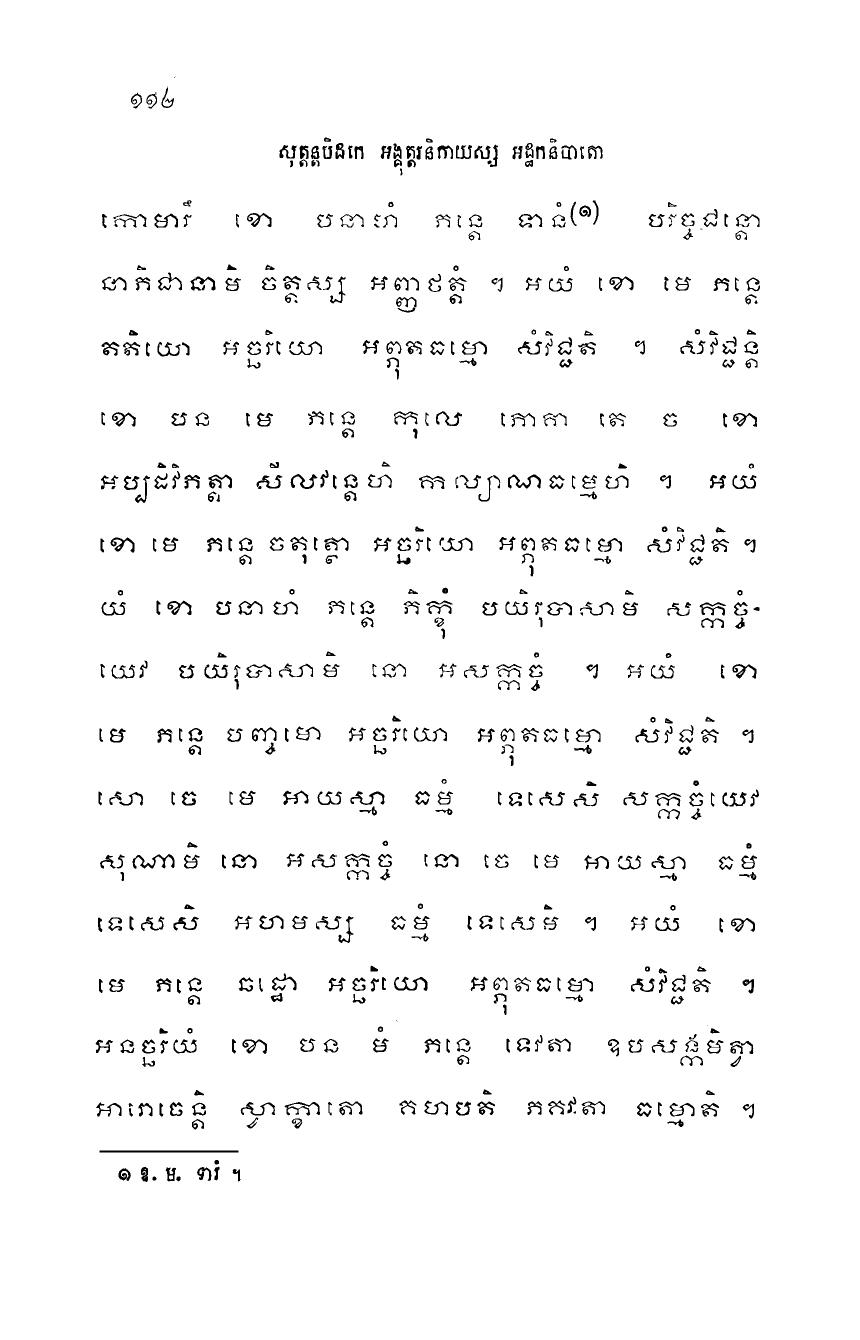 ១១៤
សុត្តន្តបិដកេ អង្គុត្តរនិកាយស្ស អដ្ឋកនិបាតោ
កោមារឹ ខោ បនាហំ ភន្តេ ទានំ(១) បរិច្ចជន្តោ
នាភិជានាមិ ចិត្តស្ស អញ្ញថត្តំ ។ អយំ ខោ មេ ភន្តេ
តតិយោ អច្ឆរិយោ អព្ភុតធម្មោ សំវិជ្ជតិ ។ សំវិជ្ជន្តិ
ខោ បន មេ ភន្តេ កុលេ ភោគា តេ ច ខោ
អប្បដិវិភត្តា សីលវន្តេហិ កាល្យាណធម្មេហិ ។ អយំ
ខោ មេ ភន្តេ ចតុត្ថោ អច្ឆរិយោ អព្ភុតធម្មោ សំវិជ្ជតិ ។
យំ ខោ បនាហំ ភន្តេ ភិក្ខុំ បយិរុបាសាមិ សក្កច្ចំ-
យេវ បយិរុបាសាមិ នោ អសក្កច្ចំ ។ អយំ ខោ
មេ ភន្តេ បញ្ចមោ អច្ឆរិយោ អព្ភុតធម្មោ សំវិជ្ជតិ ។
សោ ចេ មេ អាយស្មា ធម្មំ ទេសេសិ សក្កច្ចំយេវ
សុណាមិ នោ អសក្កច្ចំ នោ ចេ មេ អាយស្មា ធម្មំ
ទេសេសិ អហមស្ស ធម្មំ ទេសេមិ ។ អយំ ខោ
មេ ភន្តេ ឆដ្ឋោ អច្ឆរិយោ អព្ភុតធម្មោ សំវិជ្ជតិ ។
អនច្ឆរិយំ ខោ បន មំ ភន្តេ ទេវតា ឧបសង្កមិត្វា
អារោចេន្តិ ស្វាក្ខាតោ គហបតិ ភគវតា ធម្មោតិ ។
១ ឱ. ម. ទារំ ។